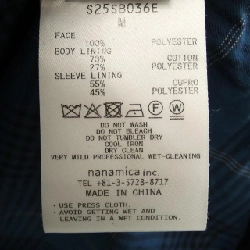 S25SB036E
M
FACE
100% POLYESTER
BODY LINING
73% COTTON
27% POLYESTER
SLEEVE LINING
55% CUPRO
45% POLYESTER
DO NOT WASH
DO NOT BLEACH
DO NOT TUMBLER DRY
COOL IRON
DRY CLEAN
VERY MILD PROFESSIONAL WET-CLEANING
nanamica inc.
TEL +81-3-5728-6717
MADE IN CHINA
・USE PRESS CLOTH.
・AVOID GETTING WET AND
LEAVING IN A WET CONDITION.